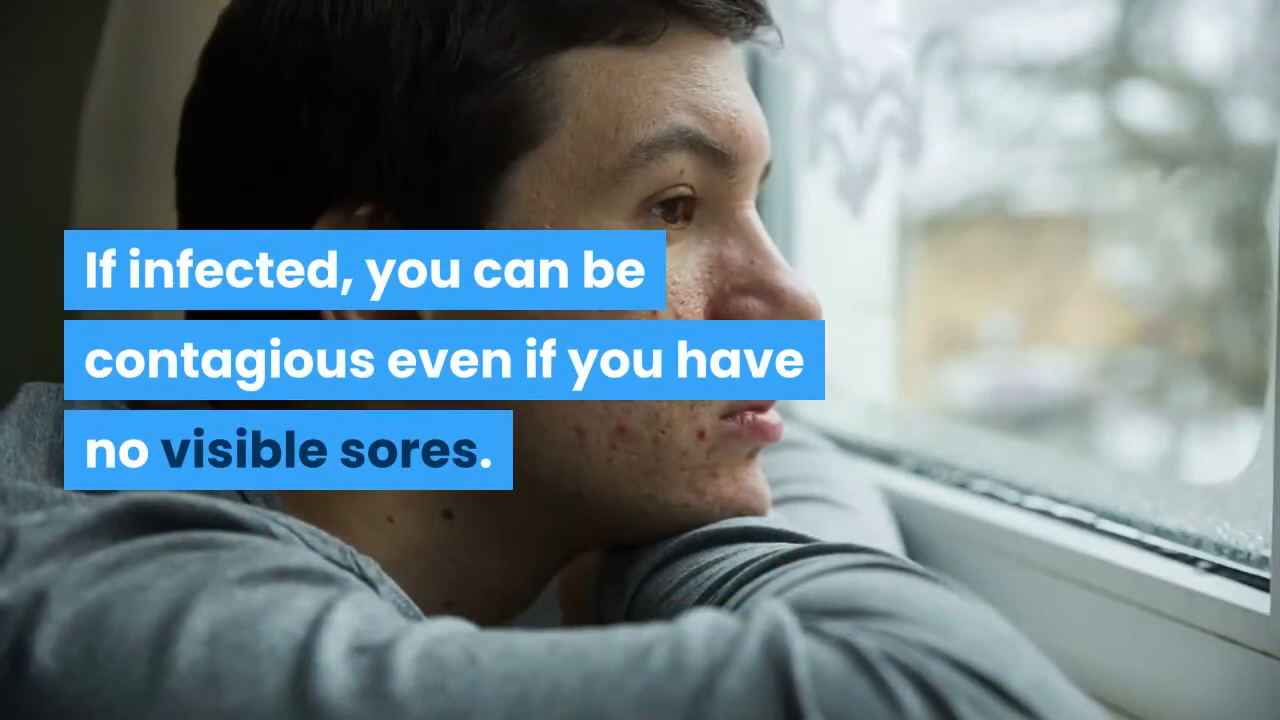 If infected, you can be
contagious even if you have
no visible sores.